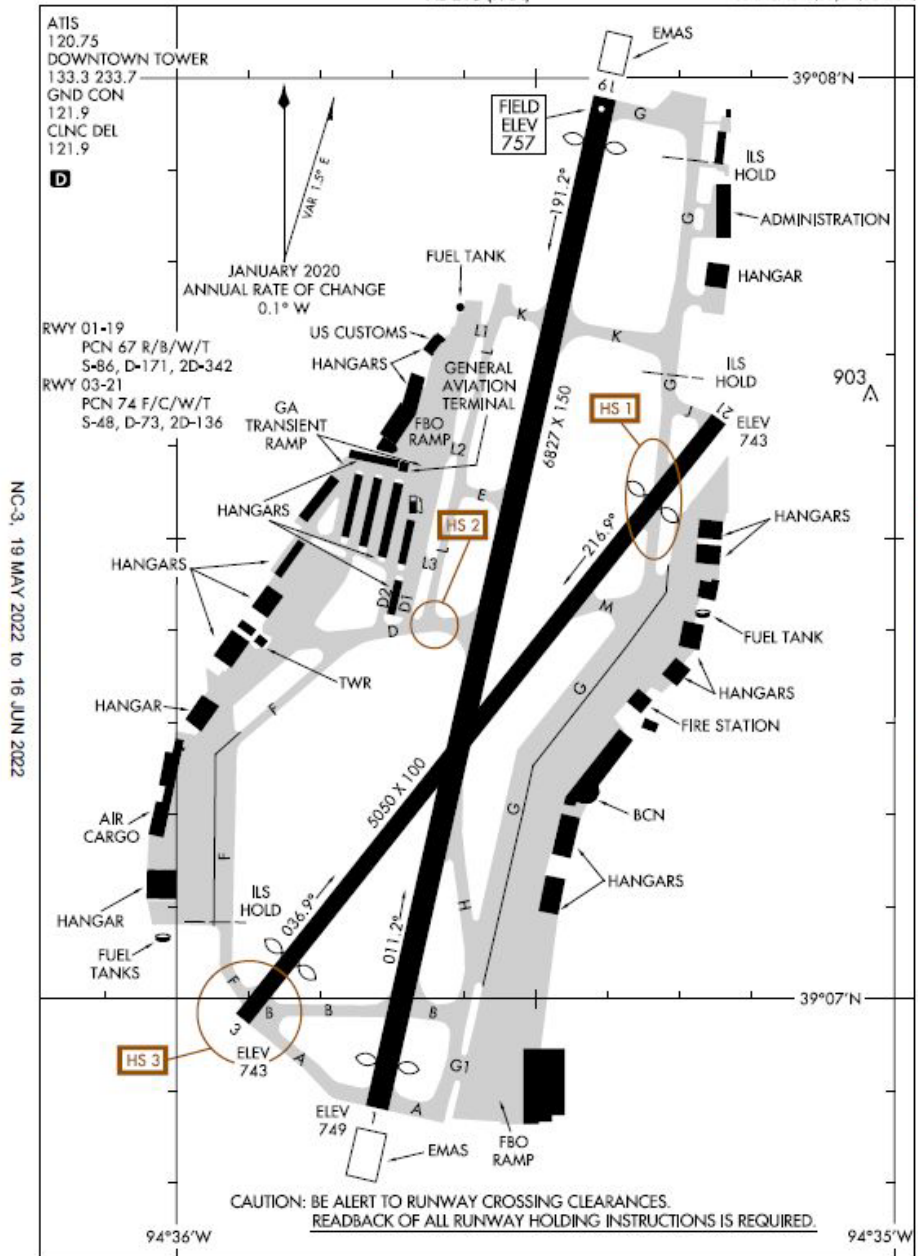 ATIS
120.75
DOWNTOWN TOWER
133.3 233.7
GND CON
121.9
CLNC DEL
121.9
D
VAR 1.5° E
JANUARY 2020
ANNUAL RATE OF CHANGE
0.1° W
RWY 01-19
PCN 67 R/B/W/T
S-86, D-171, 2D-342
RWY 03-21
PCN 74 F/C/W/T
S-48, D-73, 2D-136
EMAS
39°08'N
19
FIELD
ELEV
757
G
ILS
HOLD
191.2°
G
ADMINISTRATION
HANGAR
FUEL TANK
K
K
US CUSTOMS
L1
L
HANGARS
GENERAL
AVIATION
TERMINAL
G
ILS
HOLD
903
HS 1
J
21
ELEV
743
GA
TRANSIENT
RAMP
FBO
RAMP
6827 X 150
L2
E
HANGARS
HS 2
216.9°
HANGARS
HANGARS
L
L3
D2
D1
M
D
FUEL TANK
TWR
G
HANGARS
F
FIRE STATION
HANGAR
5050 X 100
G
BCN
AIR
CARGO
F
HANGARS
ILS
HOLD
036.9°
011.2°
H
HANGAR
FUEL
TANKS
F
39°07'N
B
B
B
3
HS 3
ELEV
743
A
G1
ELEV
749
1
A
EMAS
FBO
RAMP
CAUTION: BE ALERT TO RUNWAY CROSSING CLEARANCES.
READBACK OF ALL RUNWAY HOLDING INSTRUCTIONS IS REQUIRED.
94°36'W
94°35'W
NC-3, 19 MAY 2022 to 16 JUN 2022